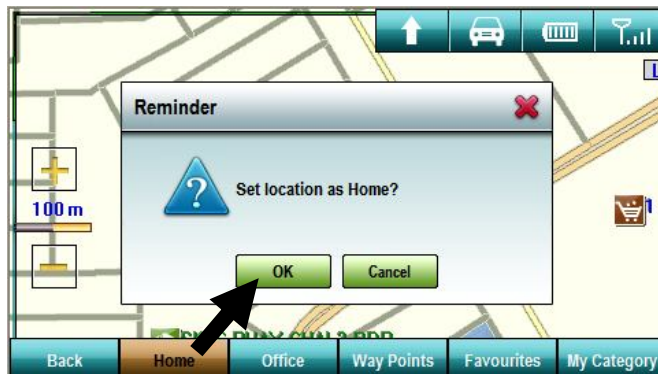 Reminder
Set location as Home?
100 m
OK Cancel
Back Home Office Way Points Favourites My Category